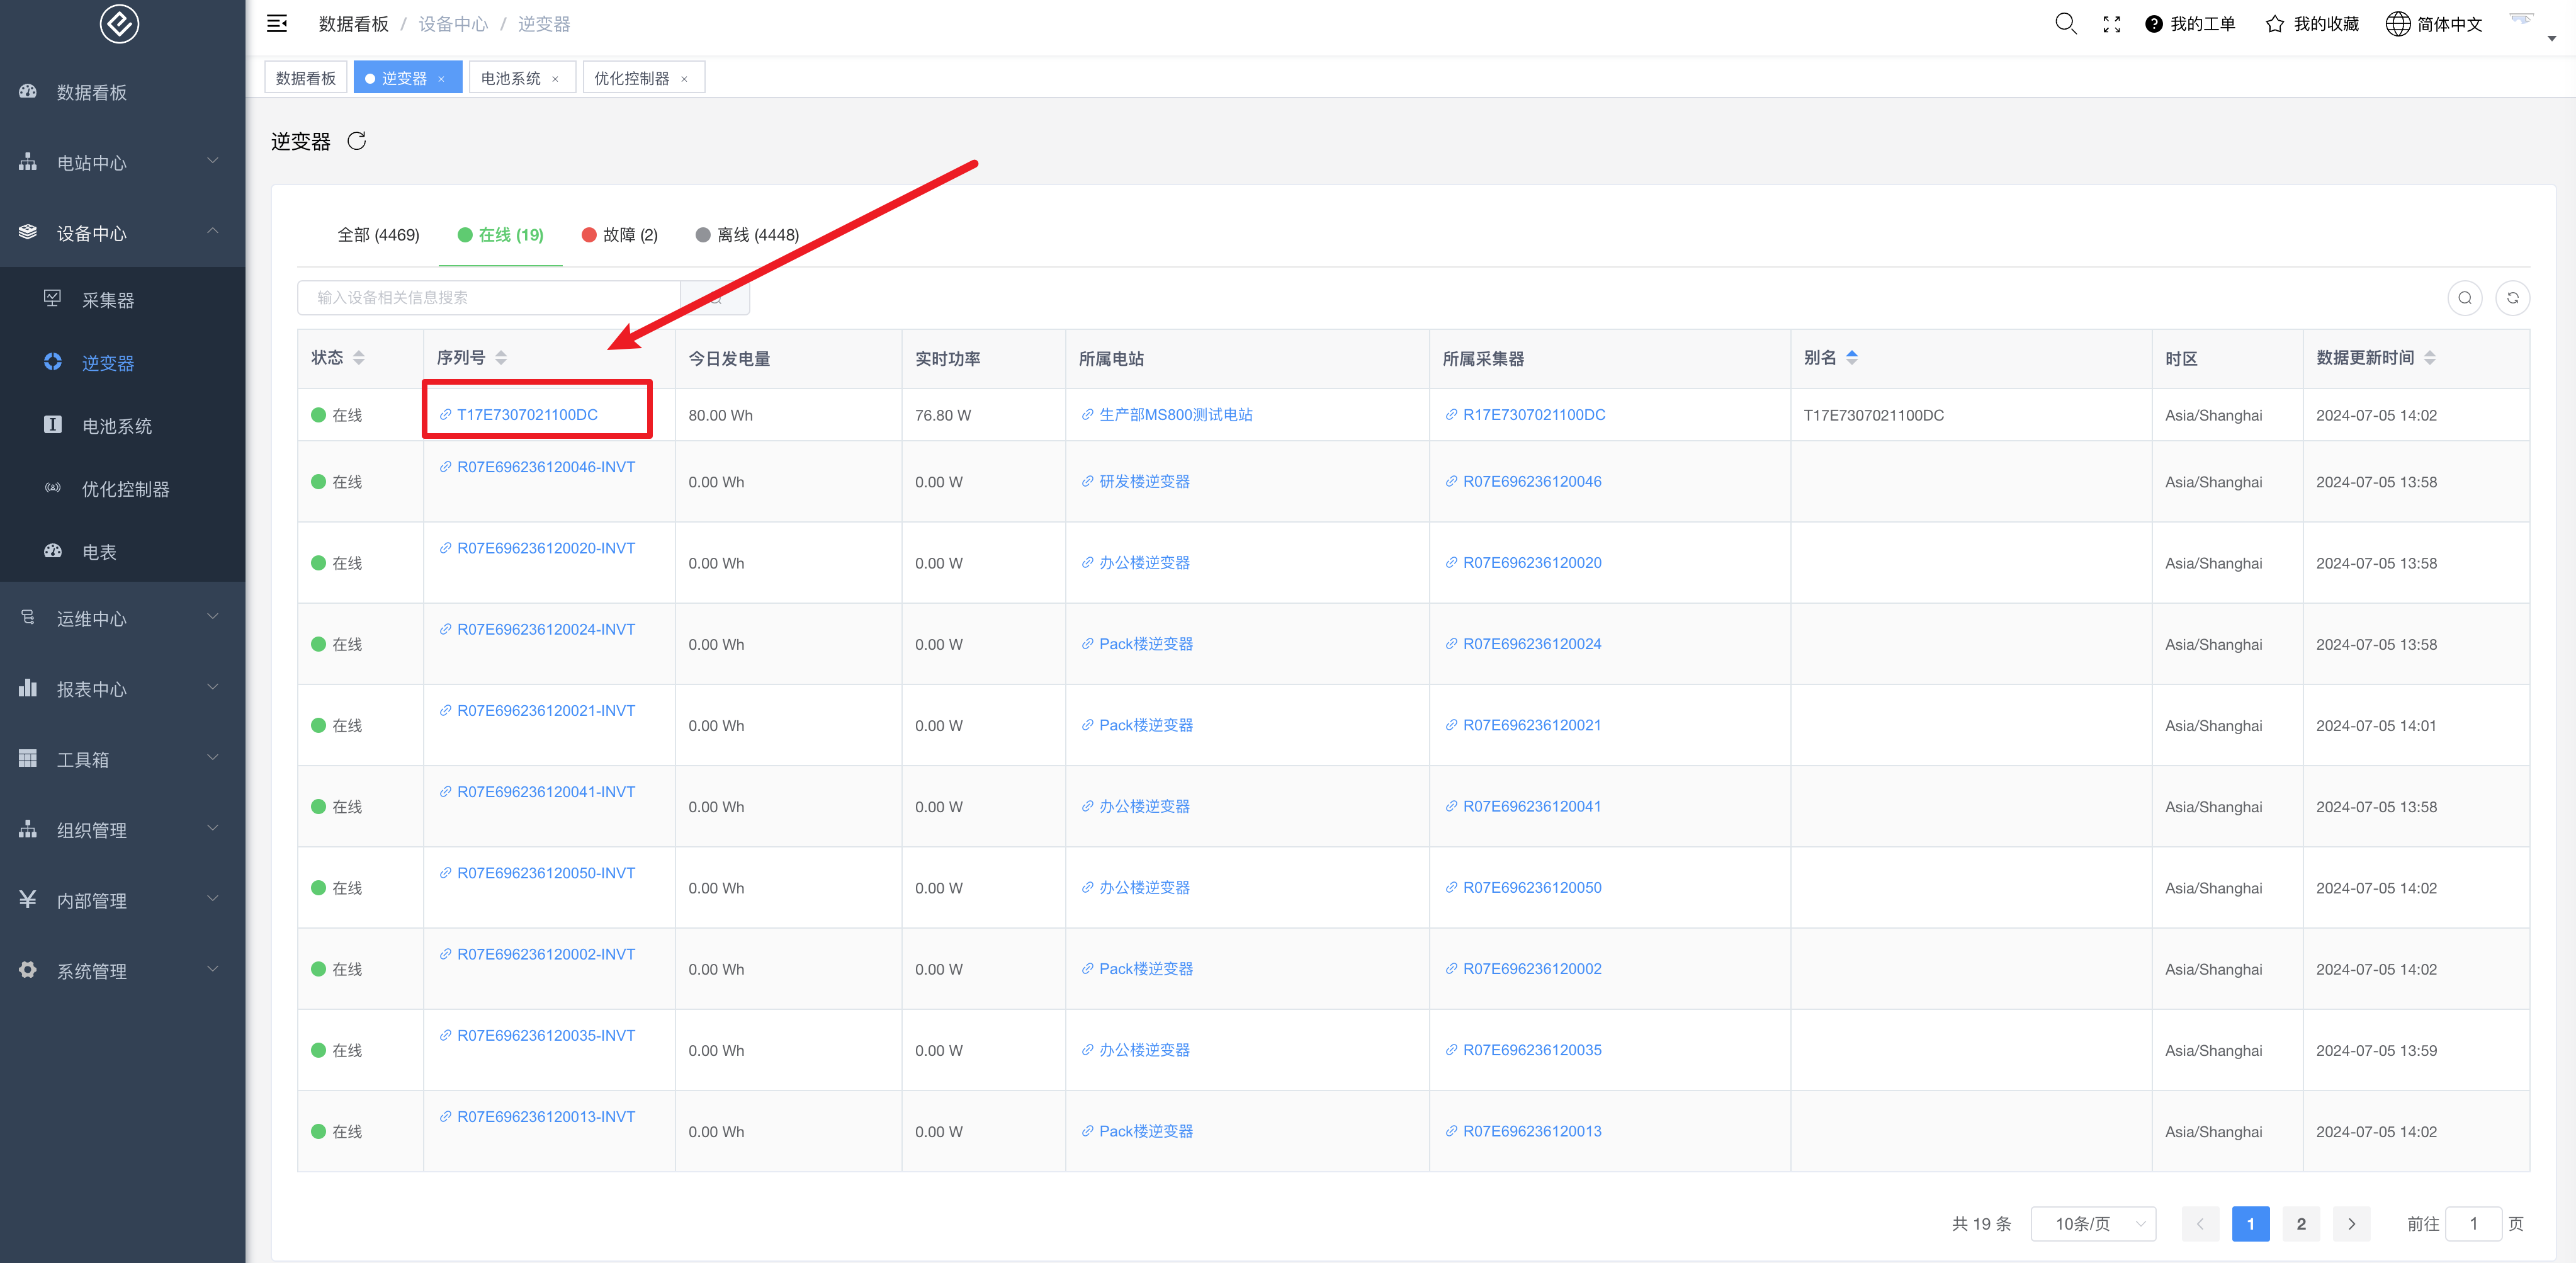 数据看板 / 设备中心 / 逆变器
我的工单 我的收藏 简体中文
数据看板 逆变器 × 电池系统 × 优化控制器 ×
数据看板
电站中心
设备中心
采集器
逆变器
电池系统
优化控制器
电表
运维中心
报表中心
工具箱
组织管理
内部管理
系统管理
逆变器
全部 (4469) 在线 (19) 故障 (2) 离线 (4448)
输入设备相关信息搜索
状态 序列号 今日发电量 实时功率 所属电站 所属采集器 别名 时区 数据更新时间
在线 T17E7307021100DC 80.00 Wh 76.80 W 生产部MS800测试电站 R17E7307021100DC T17E7307021100DC Asia/Shanghai 2024-07-05 14:02
在线 R07E696236120046-INVT 0.00 Wh 0.00 W 研发楼逆变器 R07E696236120046 Asia/Shanghai 2024-07-05 13:58
在线 R07E696236120020-INVT 0.00 Wh 0.00 W 办公楼逆变器 R07E696236120020 Asia/Shanghai 2024-07-05 13:58
在线 R07E696236120024-INVT 0.00 Wh 0.00 W Pack楼逆变器 R07E696236120024 Asia/Shanghai 2024-07-05 13:58
在线 R07E696236120021-INVT 0.00 Wh 0.00 W Pack楼逆变器 R07E696236120021 Asia/Shanghai 2024-07-05 14:01
在线 R07E696236120041-INVT 0.00 Wh 0.00 W 办公楼逆变器 R07E696236120041 Asia/Shanghai 2024-07-05 13:58
在线 R07E696236120050-INVT 0.00 Wh 0.00 W 办公楼逆变器 R07E696236120050 Asia/Shanghai 2024-07-05 14:02
在线 R07E696236120002-INVT 0.00 Wh 0.00 W Pack楼逆变器 R07E696236120002 Asia/Shanghai 2024-07-05 14:02
在线 R07E696236120035-INVT 0.00 Wh 0.00 W 办公楼逆变器 R07E696236120035 Asia/Shanghai 2024-07-05 13:59
在线 R07E696236120013-INVT 0.00 Wh 0.00 W Pack楼逆变器 R07E696236120013 Asia/Shanghai 2024-07-05 14:02
共 19 条 10条/页 1 2 前往 1 页